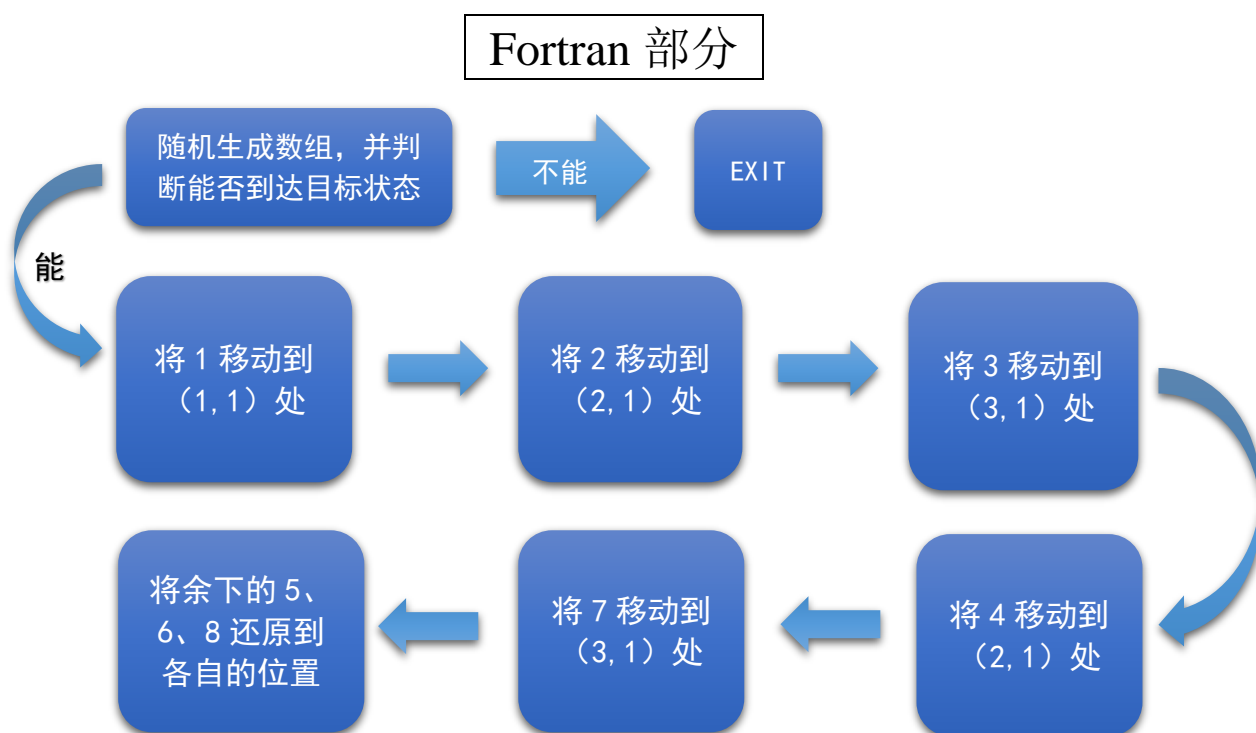 Fortran 部分
随机生成数组，并判
断能否到达目标状态
不能
EXIT
能
将 1 移动到
（1,1）处
将 2 移动到
（2,1）处
将 3 移动到
（3,1）处
将 4 移动到
（2,1）处
将 7 移动到
（3,1）处
将余下的 5、
6、8 还原到
各自的位置